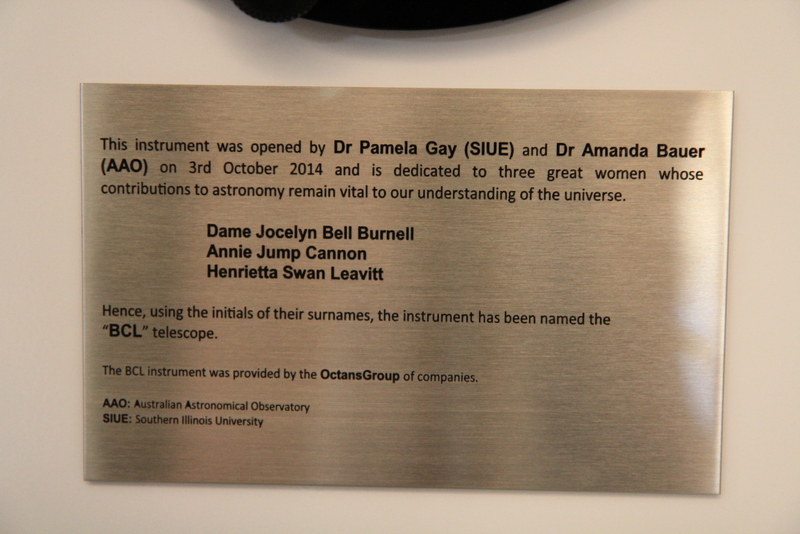 This instrument was opened by Dr Pamela Gay (SIUE) and Dr Amanda Bauer
(AAO) on 3rd October 2014 and is dedicated to three great women whose
contributions to astronomy remain vital to our understanding of the universe.
Dame Jocelyn Bell Burnell
Annie Jump Cannon
Henrietta Swan Leavitt
Hence, using the initials of their surnames, the instrument has been named the
“BCL” telescope.
The BCL instrument was provided by the OctansGroup of companies.
AAO: Australian Astronomical Observatory
SIUE: Southern Illinois University